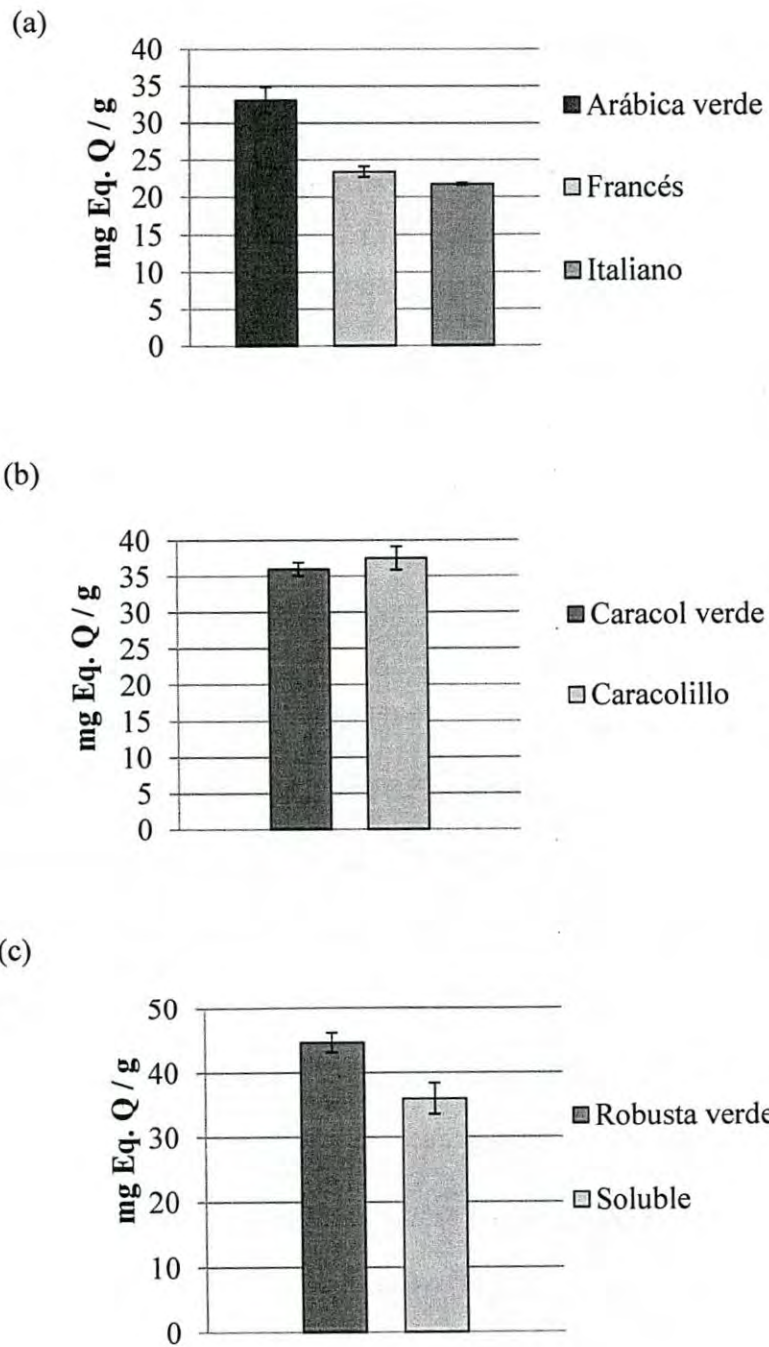 (a)
40
35
30
25
20
15
10
5
0
mg Eq. Q / g
Arábica verde
Francés
Italiano
(b)
40
35
30
25
20
15
10
5
0
mg Eq. Q / g
Caracol verde
Caracolillo
(c)
50
40
30
20
10
0
mg Eq. Q / g
Robusta verde
Soluble